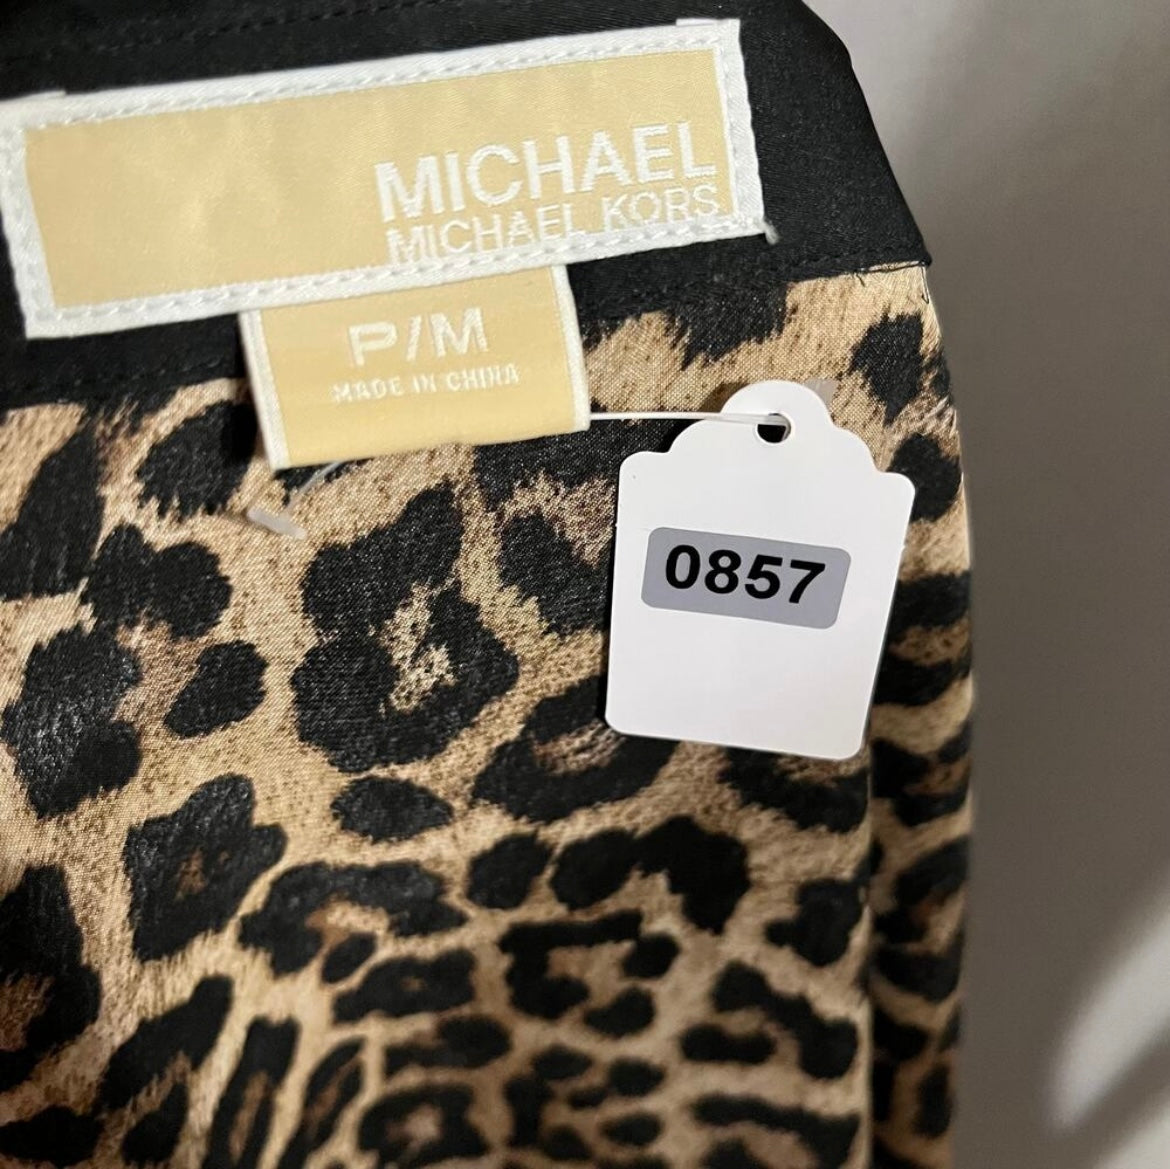 MICHAEL
MICHAEL KORS
P/M
MADE IN CHINA
0857